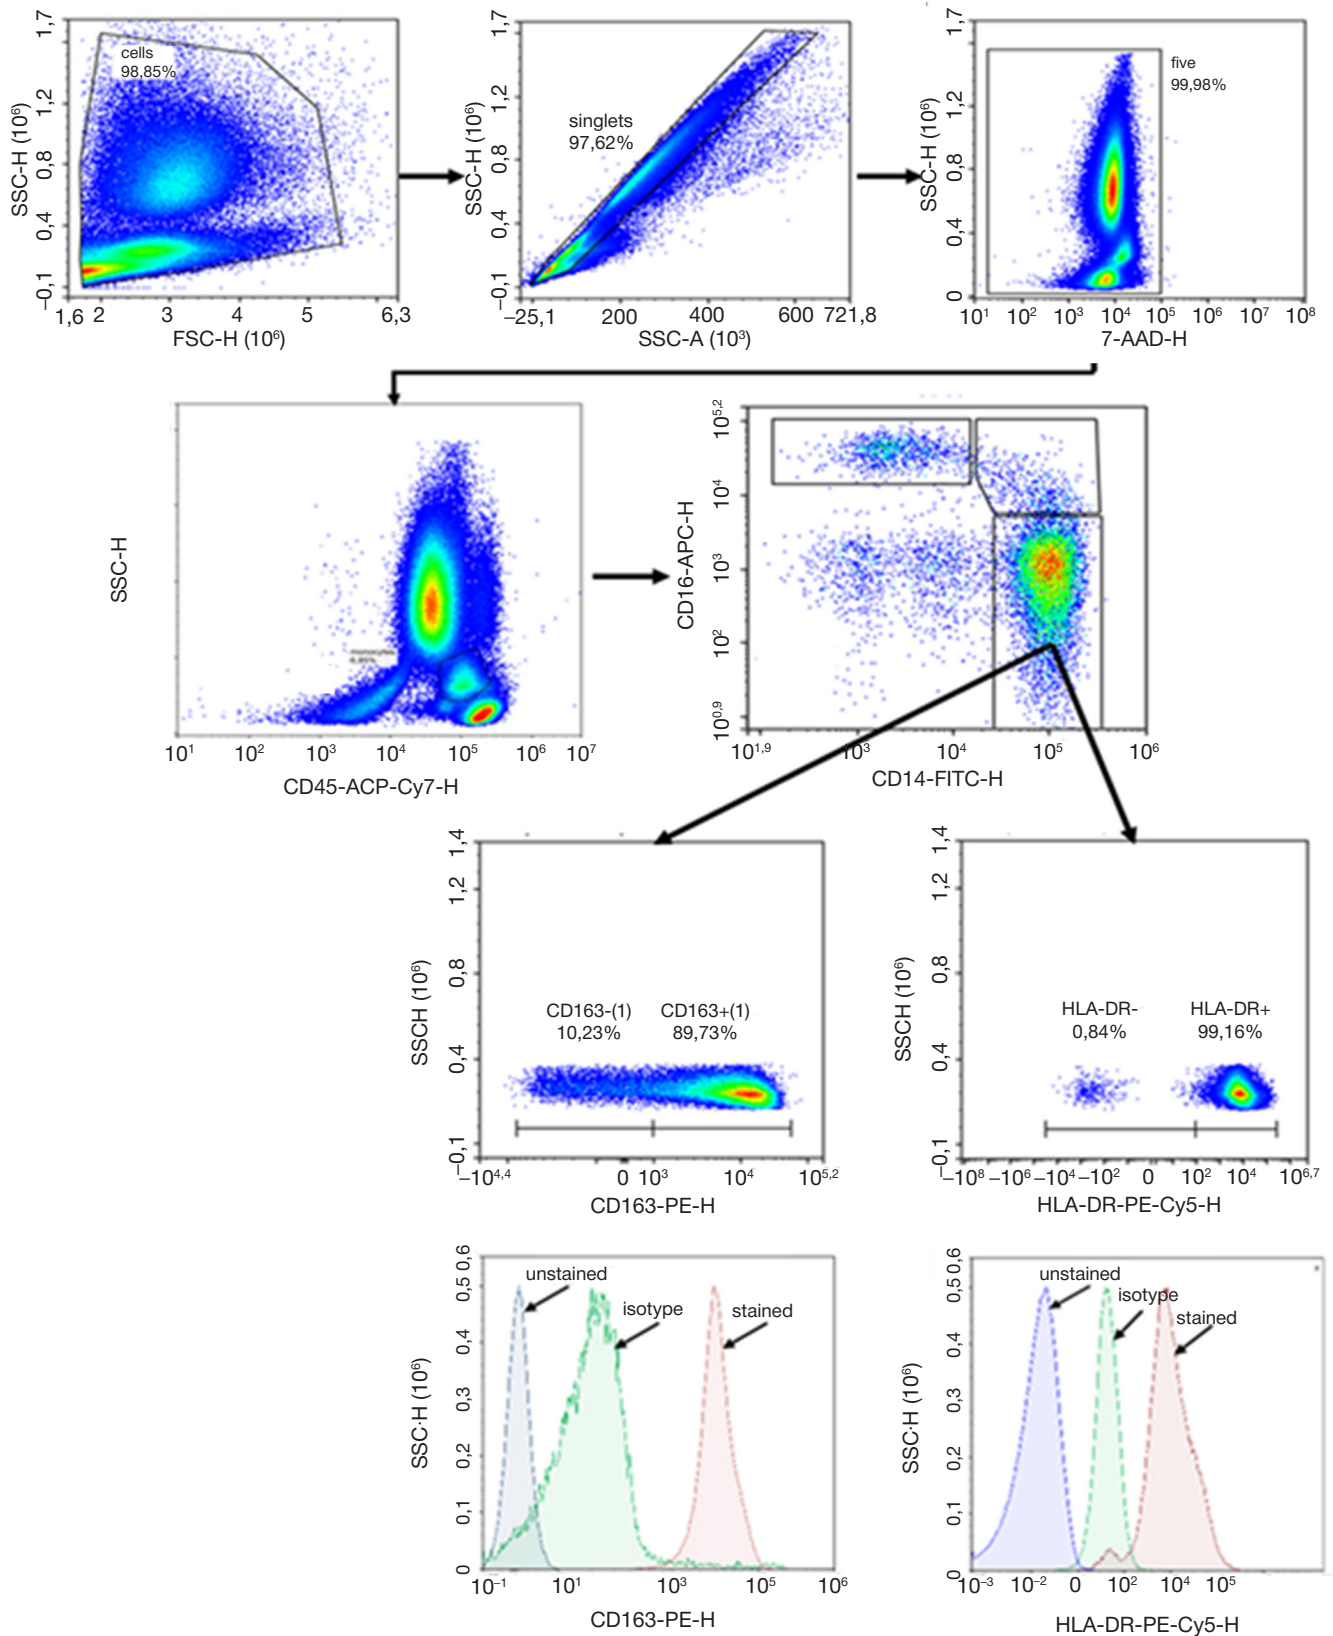 cells
98,85%
SSC-H (10⁶)
1,7
1,2
0,8
0,4
–0,1
1,6 2 3 4 5 6,3
FSC-H (10⁶)
singlets
97,62%
SSC-H (10⁶)
1,7
1,2
0,8
0,4
–0,1
–25,1 200 400 600 721,8
SSC-A (10³)
five
99,98%
SSC-H (10⁶)
1,7
1,2
0,8
0,4
0
10¹ 10² 10³ 10⁴ 10⁵ 10⁶ 10⁷ 10⁸
7-AAD-H
SSC-H
monocytes
10¹ 10² 10³ 10⁴ 10⁵ 10⁶ 10⁷
CD45-ACP-Cy7-H
CD16-APC-H
10⁵,²
10⁴
10³
10²
10⁰,⁹
10¹,⁹ 10³ 10⁴ 10⁵ 10⁶
CD14-FITC-H
SSCH (10⁶)
1,4
1,2
0,8
0,4
–0,1
CD163-(1) CD163+(1)
10,23% 89,73%
–10⁴,⁴ 0 10³ 10⁴ 10⁵,²
CD163-PE-H
SSCH (10⁶)
1,4
1,2
0,8
0,4
–0,1
HLA-DR- HLA-DR+
0,84% 99,16%
–10⁸ –10⁶ –10⁴ –10² 0 10² 10⁴ 10⁶,⁷
HLA-DR-PE-Cy5-H
SSC·H (10⁶)
0,6
0,5
0,4
0,3
0,2
0,1
0
unstained
isotype
stained
10⁻¹ 10¹ 10³ 10⁵ 10⁶
CD163-PE-H
SSC·H (10⁶)
0,6
0,5
0,4
0,3
0,2
0,1
0
unstained
isotype
stained
10⁻³ 10⁻² 0 10² 10⁴ 10⁵
HLA-DR-PE-Cy5-H